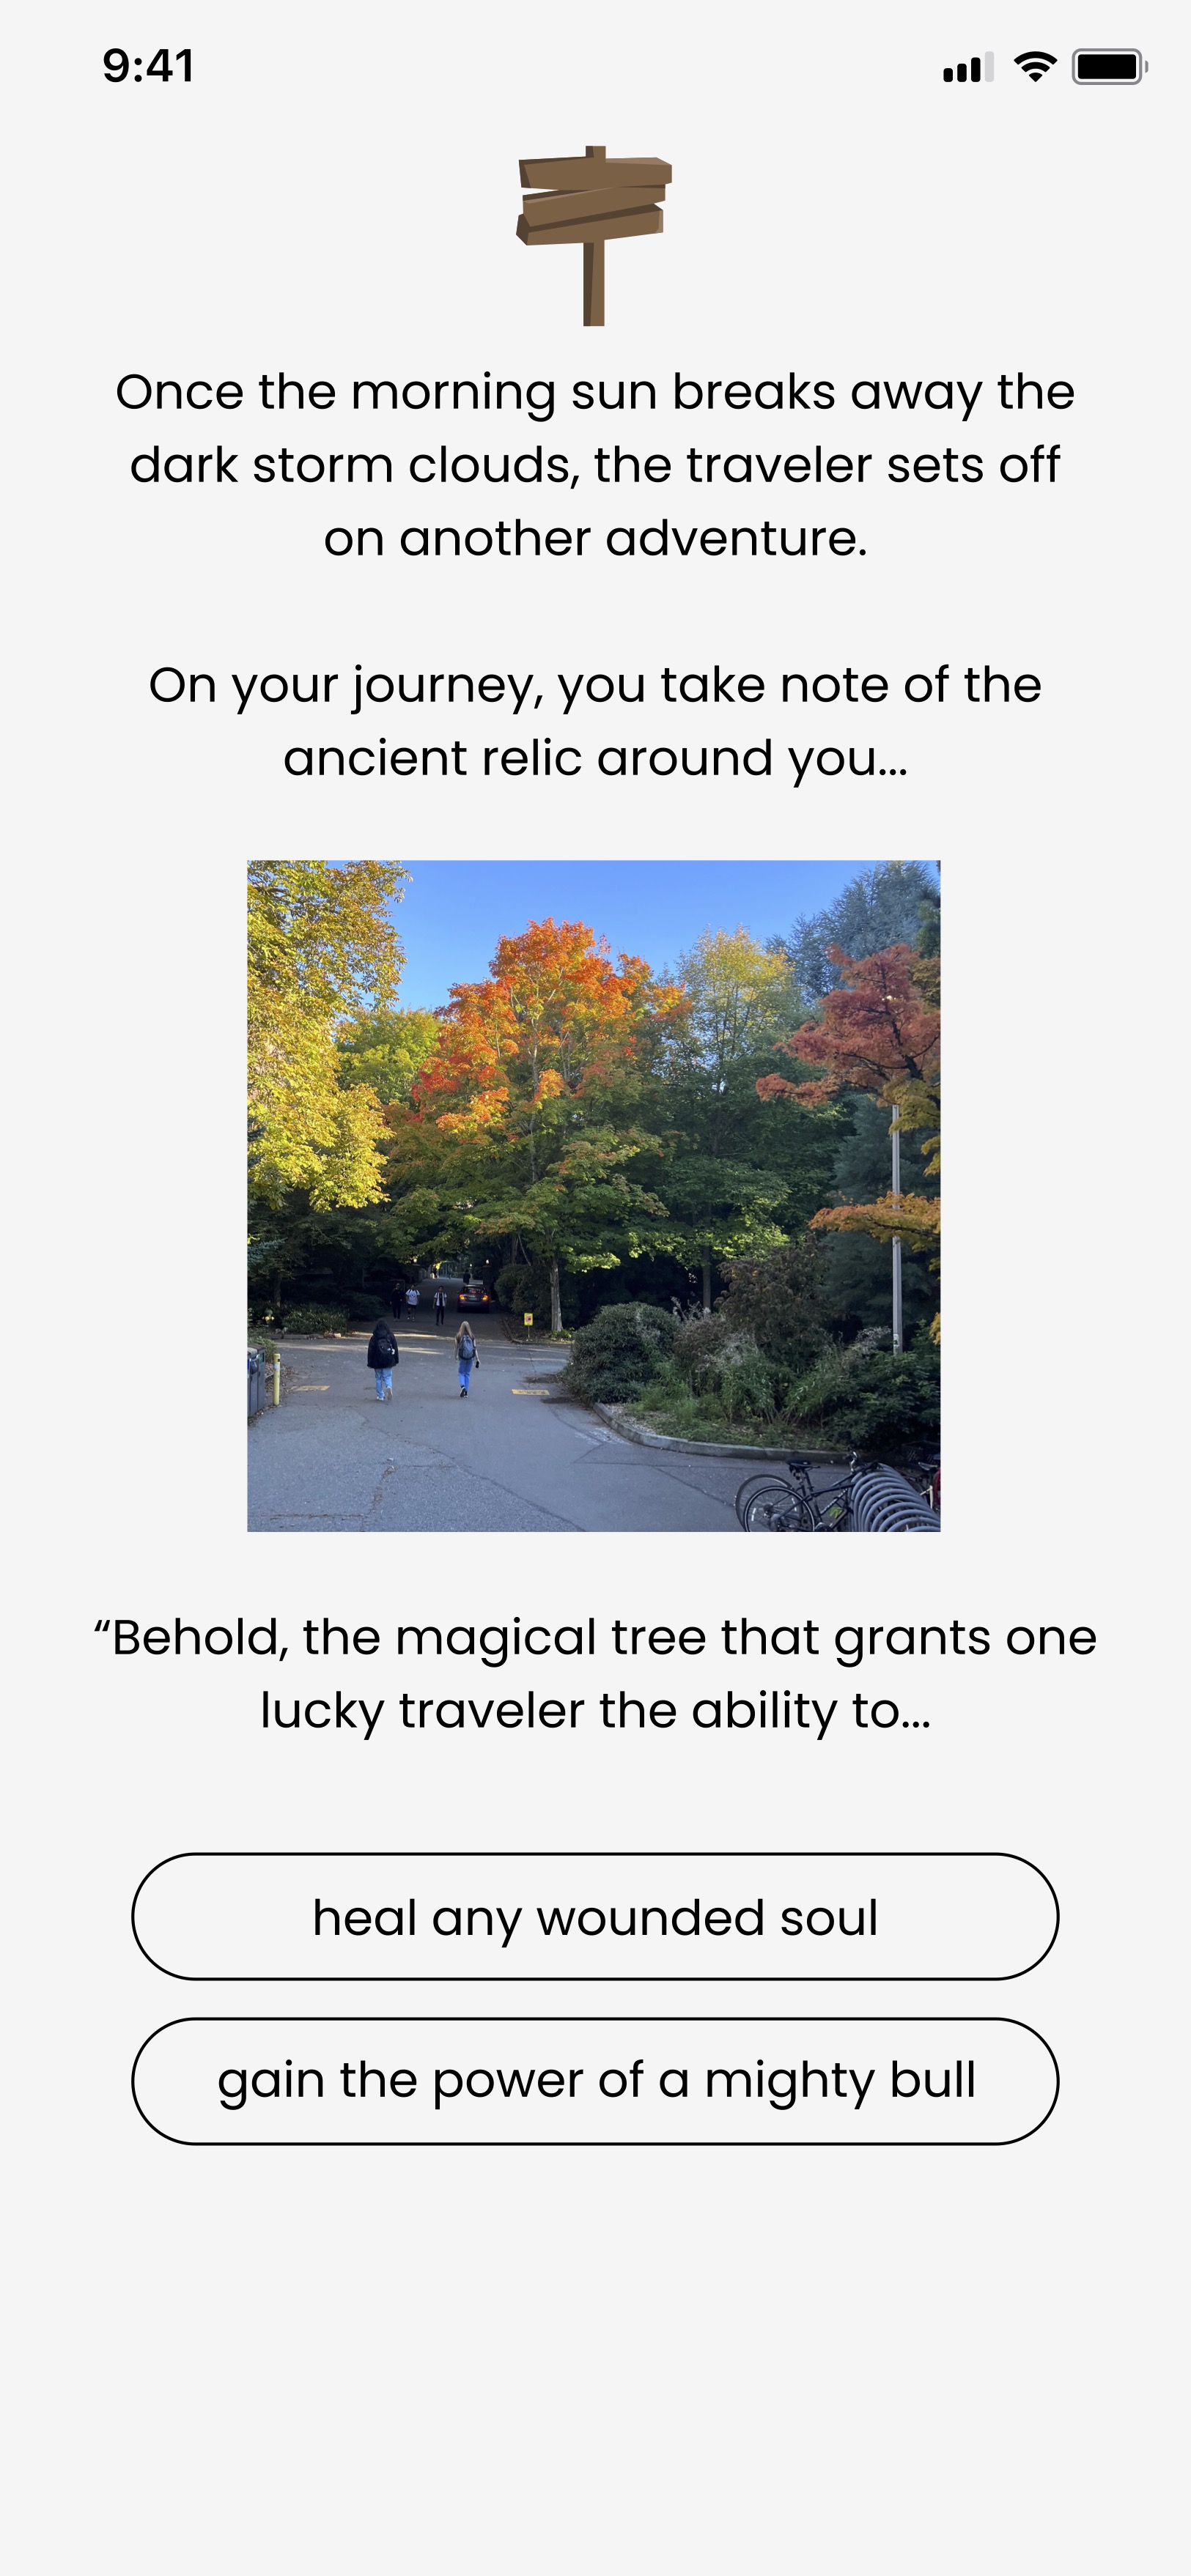 9:41
Once the morning sun breaks away the
dark storm clouds, the traveler sets off
on another adventure.
On your journey, you take note of the
ancient relic around you...
“Behold, the magical tree that grants one
lucky traveler the ability to...
heal any wounded soul
gain the power of a mighty bull